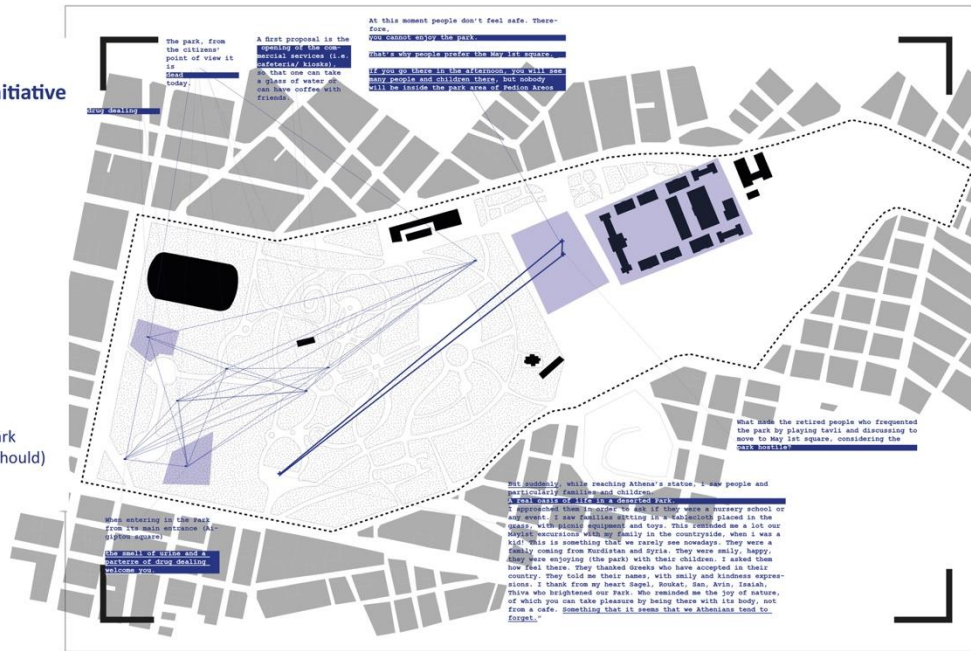 nitiative
ark
hould)
The park, from
the citizens'
point of view it
is
dead
today.
drug dealing
A first proposal is the
opening of the com-
mercial services (i.e.
cafeteria/ kiosks),
so that one can take
a glass of water or
can have coffee with
friends.
At this moment people don't feel safe. There-
fore,
you cannot enjoy the park.
That's why people prefer the May 1st square.
If you go there in the afternoon, you will see
many people and children there, but nobody
will be inside the park area of Pedion Areos
What made the retired people who frequented
the park by playing tavli and discussing to
move to May 1st square, considering the
park hostile?
When entering in the Park
from its main entrance (Ai-
giptou square)
the smell of urine and a
parterre of drug dealing
welcome you.
But suddenly, while reaching Athena's statue, i saw people and
particularly families and children.
A real oasis of life in a deserted Park.
I approached them in order to ask if they were a nursery school or
any event. I saw families sitting in a tablecloth placed in the
grass, with picnic equipment and toys. This reminded me a lot our
Mayist excursions with my family in the countryside, when i was a
kid! This is something that we rarely see nowadays. They were a
family coming from Kurdistan and Syria. They were smily, happy,
they were enjoying (the park) with their children. I asked them
how feel there. They thanked Greeks who have accepted in their
country. They told me their names, with smily and kindness expres-
sions. I thank from my heart Sagel, Roukat, San, Avin, Isaiah,
Thiva who brightened our Park. Who reminded me the joy of nature,
of which you can take pleasure by being there with its body, not
from a cafe. Something that it seems that we Athenians tend to
forget."